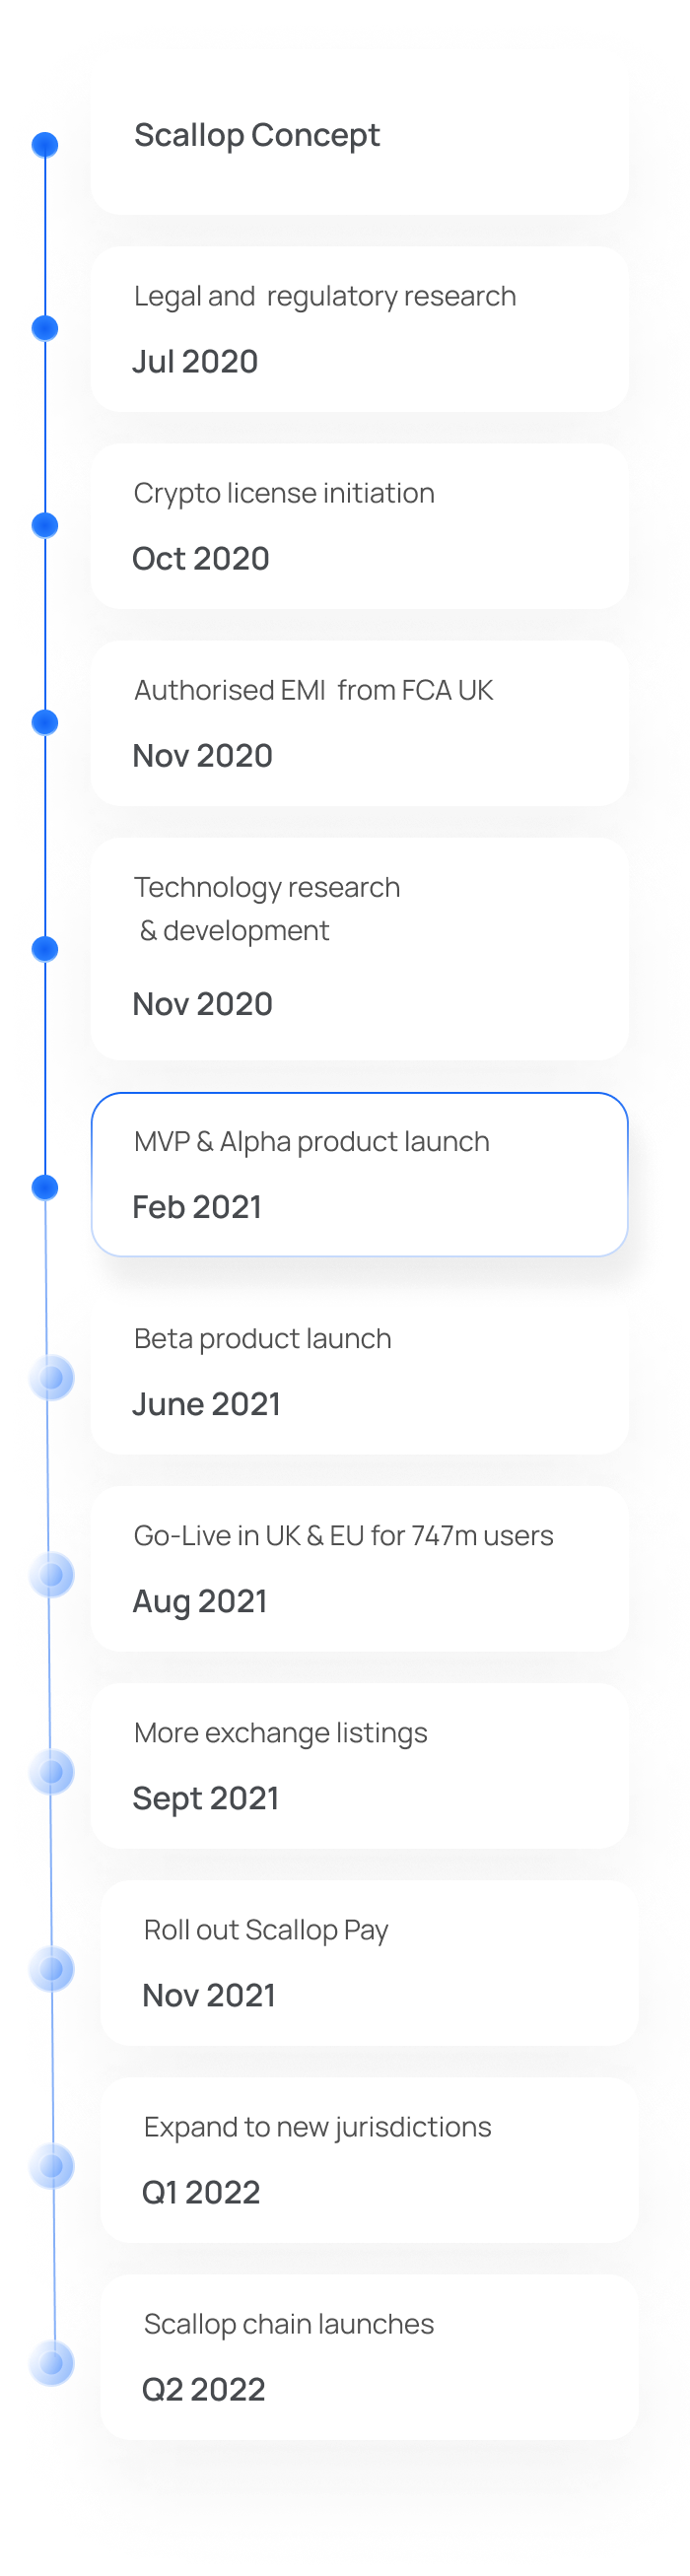 Scallop Concept
Legal and  regulatory research
Jul 2020
Crypto license initiation
Oct 2020
Authorised EMI  from FCA UK
Nov 2020
Technology research
& development
Nov 2020
MVP & Alpha product launch
Feb 2021
Beta product launch
June 2021
Go-Live in UK & EU for 747m users
Aug 2021
More exchange listings
Sept 2021
Roll out Scallop Pay
Nov 2021
Expand to new jurisdictions
Q1 2022
Scallop chain launches
Q2 2022